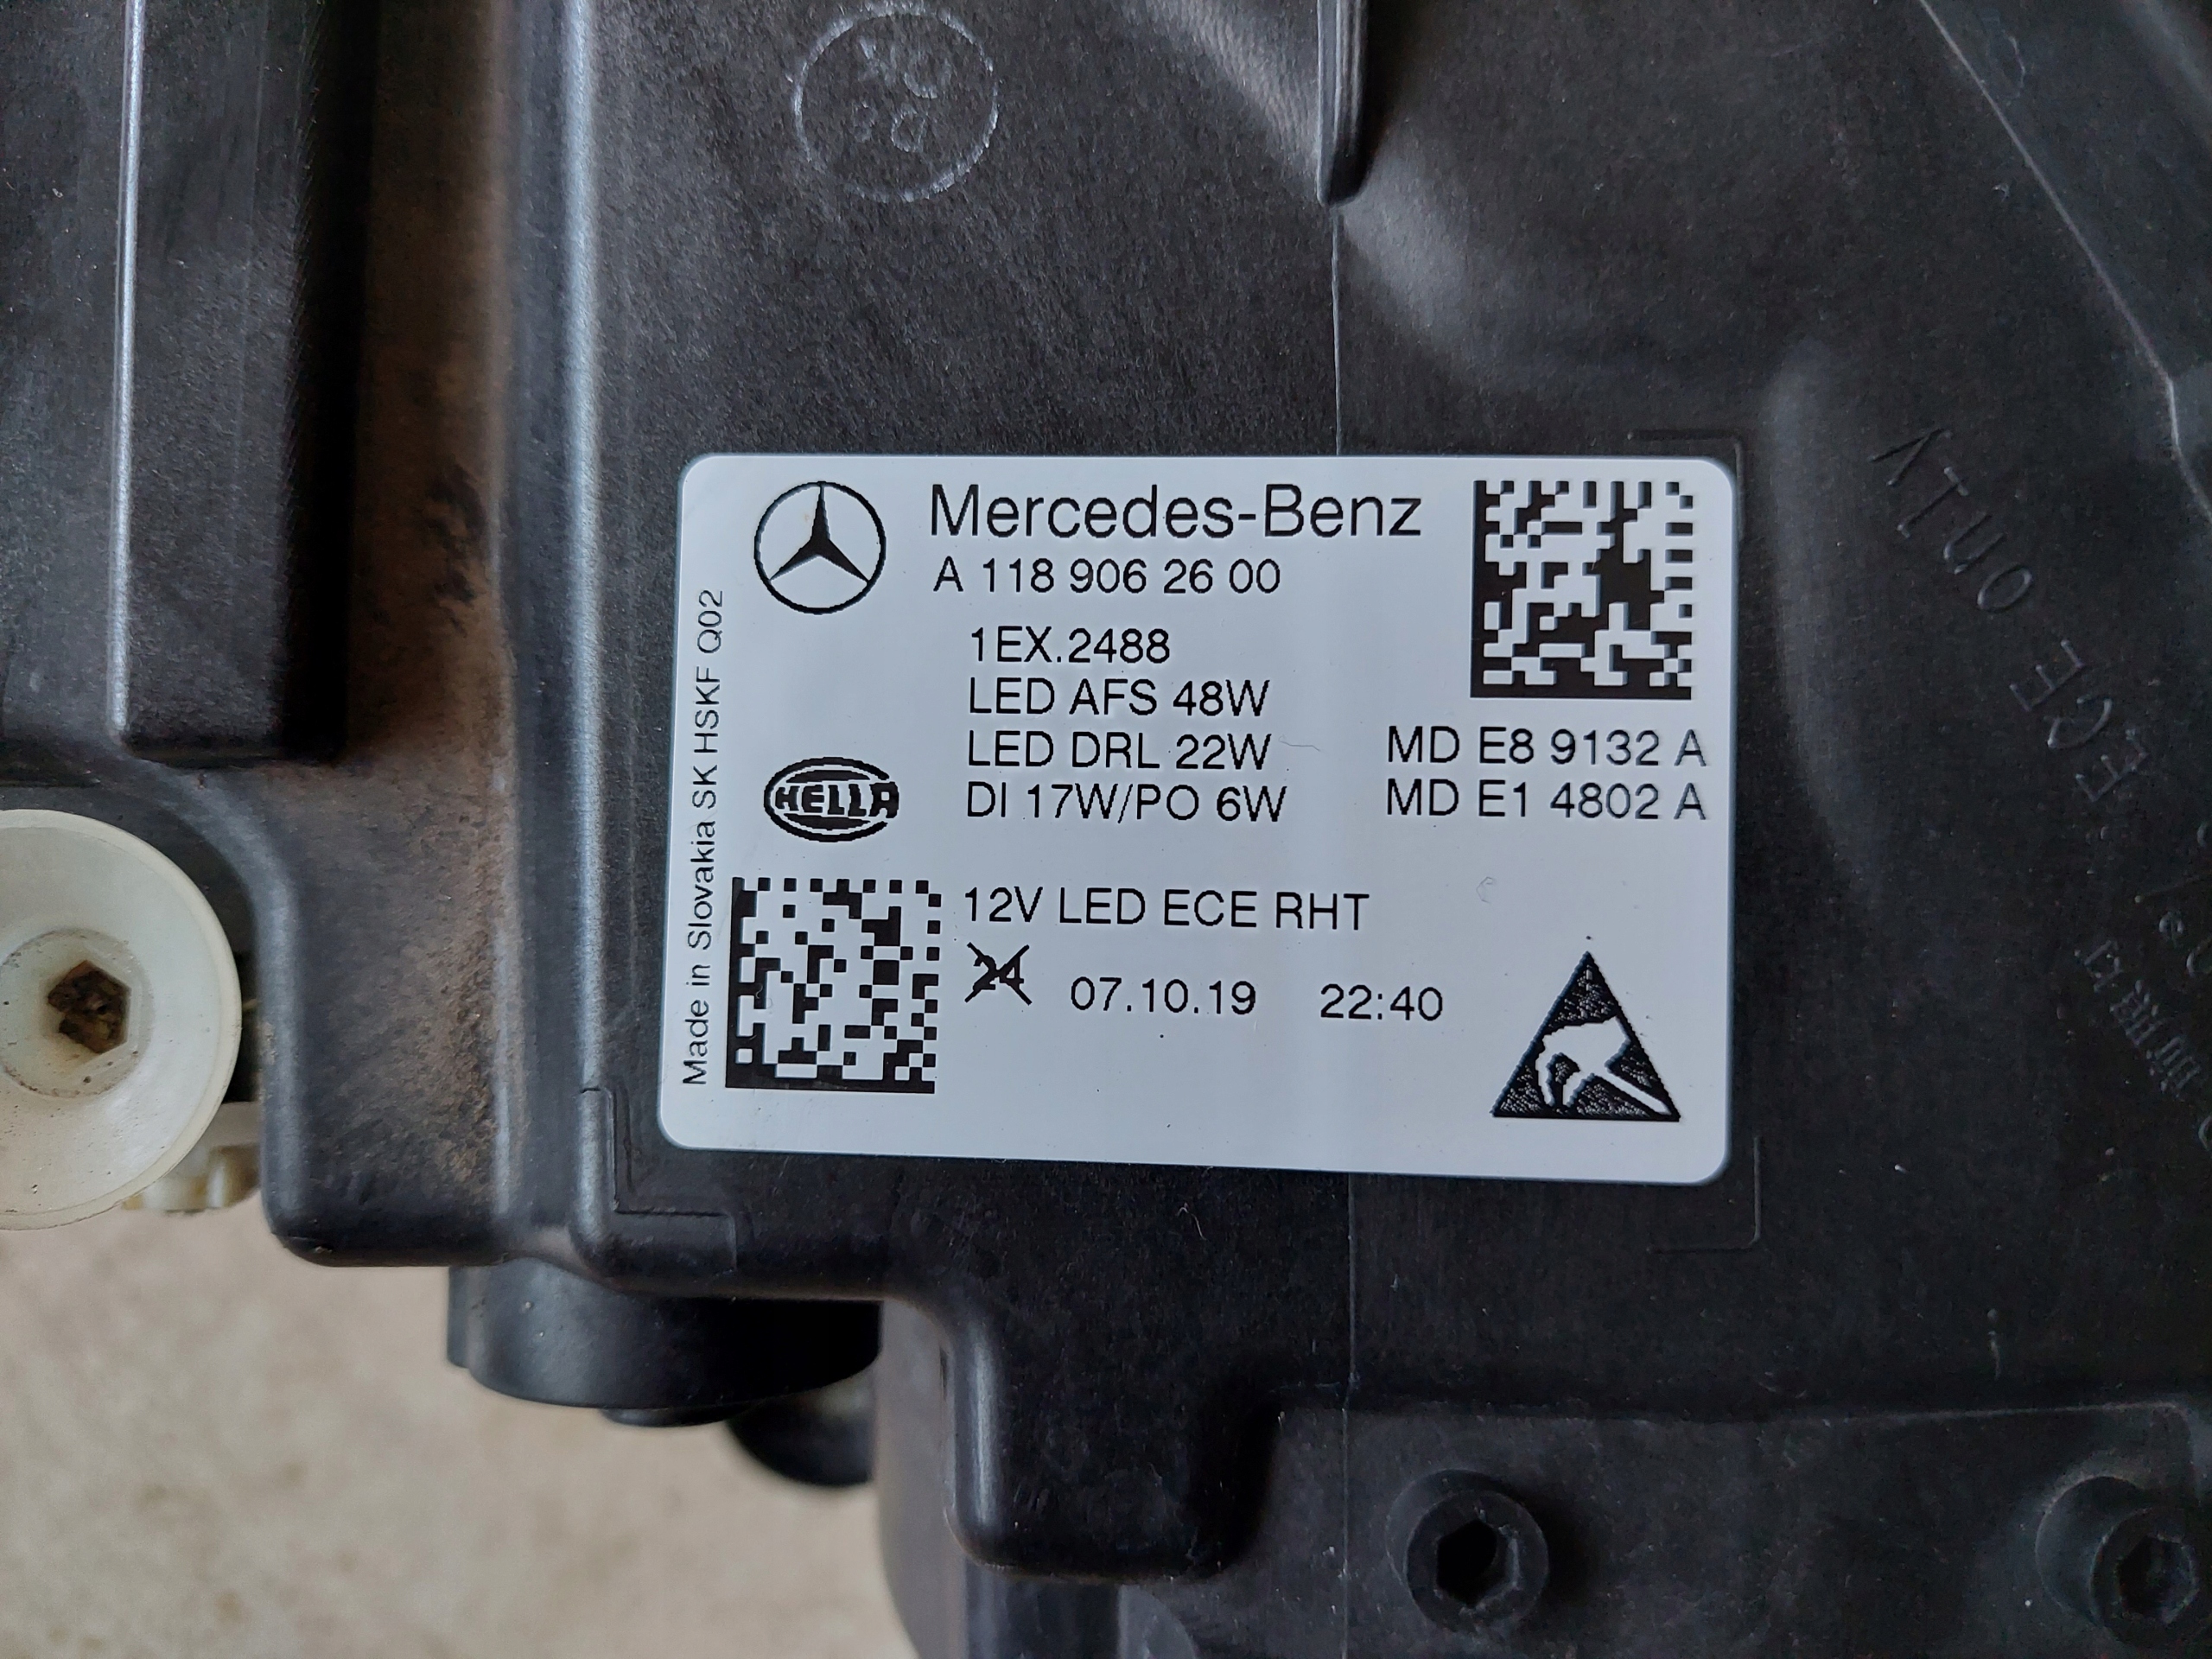 Mercedes-Benz
A 118 906 26 00
1EX.2488
LED AFS 48W
LED DRL 22W
DI 17W/PO 6W
MD E8 9132 A
MD E1 4802 A
HELLA
12V LED ECE RHT
24
07.10.19 22:40
Made in Slovakia SK HSKF Q02
ECE ONLY